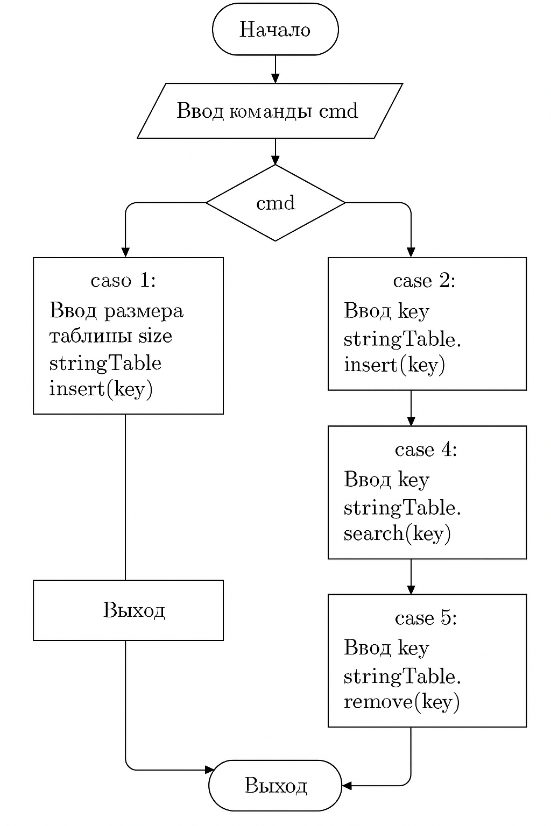 Начало
Ввод команды cmd
cmd
caso 1:
Ввод размера
таблипы size
stringTable
insert(key)
Выход
case 2:
Ввод key
stringTable.
insert(key)
case 4:
Ввод key
stringTable.
search(key)
case 5:
Ввод key
stringTable.
remove(key)
Выход